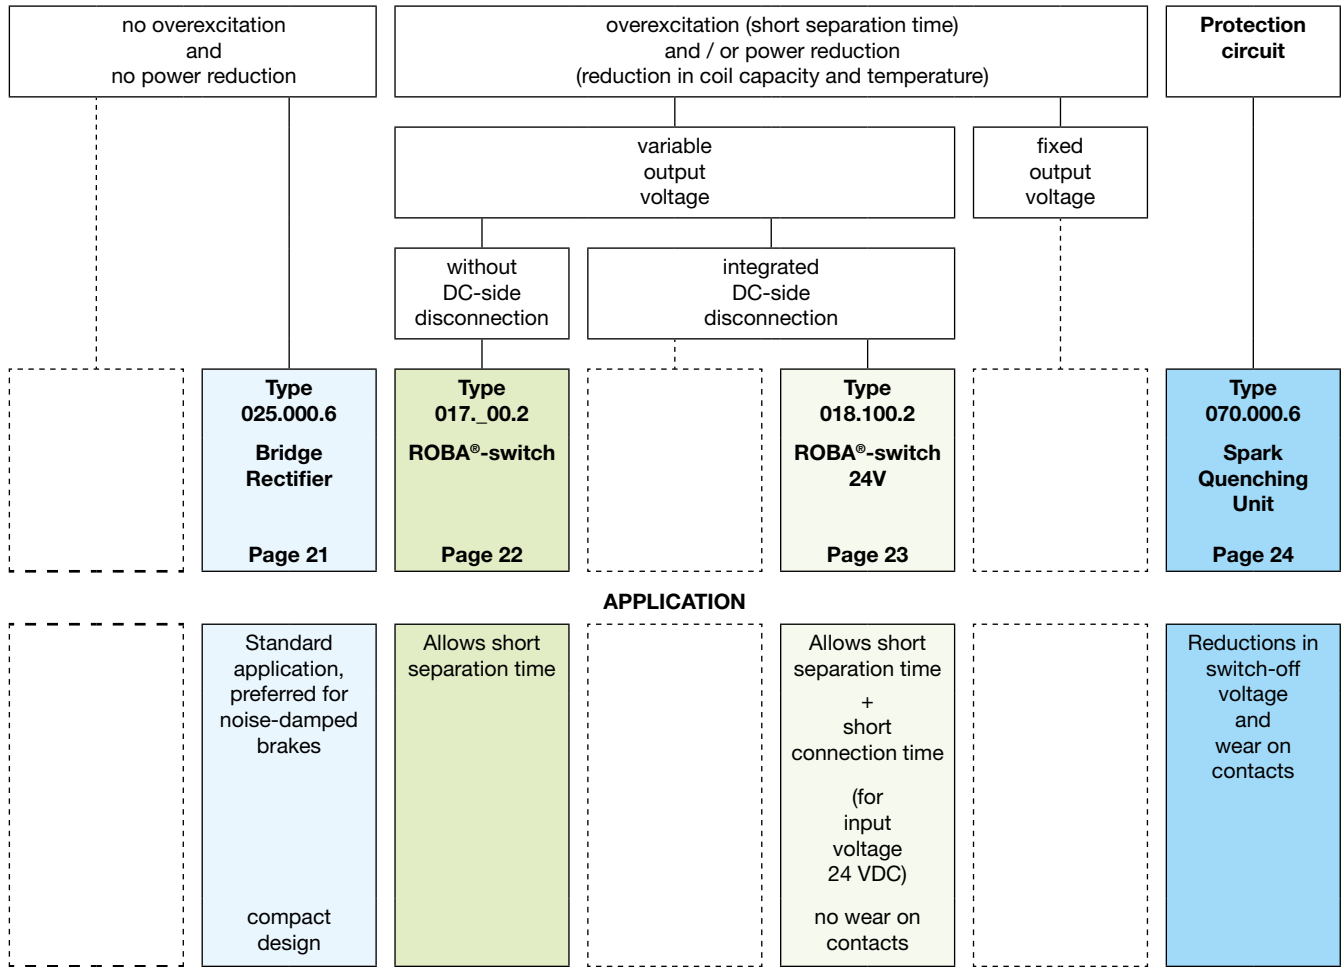 no overexcitation
and
no power reduction
overexcitation (short separation time)
and / or power reduction
(reduction in coil capacity and temperature)
Protection
circuit
variable
output
voltage
fixed
output
voltage
without
DC-side
disconnection
integrated
DC-side
disconnection
Type
025.000.6
Bridge
Rectifier
Page 21
Type
017._00.2
ROBA®-switch
Page 22
Type
018.100.2
ROBA®-switch
24V
Page 23
Type
070.000.6
Spark
Quenching
Unit
Page 24
APPLICATION
Standard
application,
preferred for
noise-damped
brakes
compact
design
Allows short
separation time
Allows short
separation time
+
short
connection time
(for
input
voltage
24 VDC)
no wear on
contacts
Reductions in
switch-off
voltage
and
wear on
contacts